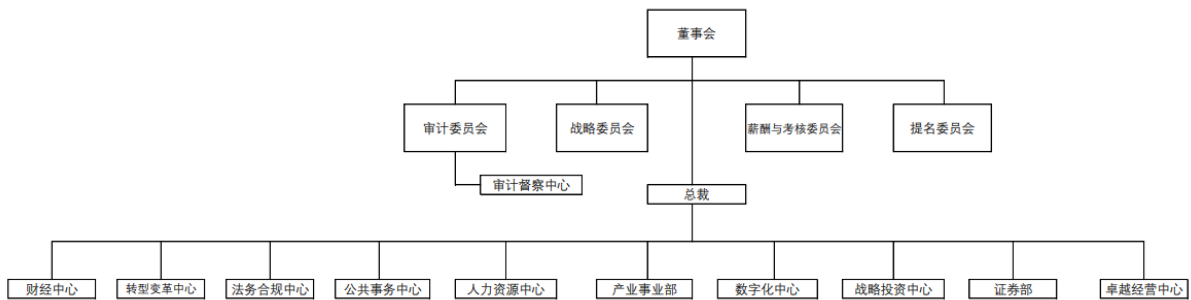 董事会
审计委员会
战略委员会
薪酬与考核委员会
提名委员会
审计督察中心
总裁
财经中心
转型变革中心
法务合规中心
公共事务中心
人力资源中心
产业事业部
数字化中心
战略投资中心
证券部
卓越经营中心